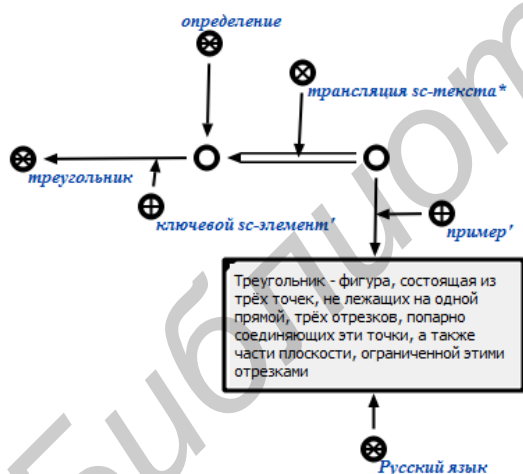 определение
трансляция sc-текста*
треугольник
ключевой sc-элемент'
пример'
Треугольник - фигура, состоящая из
трёх точек, не лежащих на одной
прямой, трёх отрезков, попарно
соединяющих эти точки, а также
части плоскости, ограниченной этими
отрезками
Русский язык